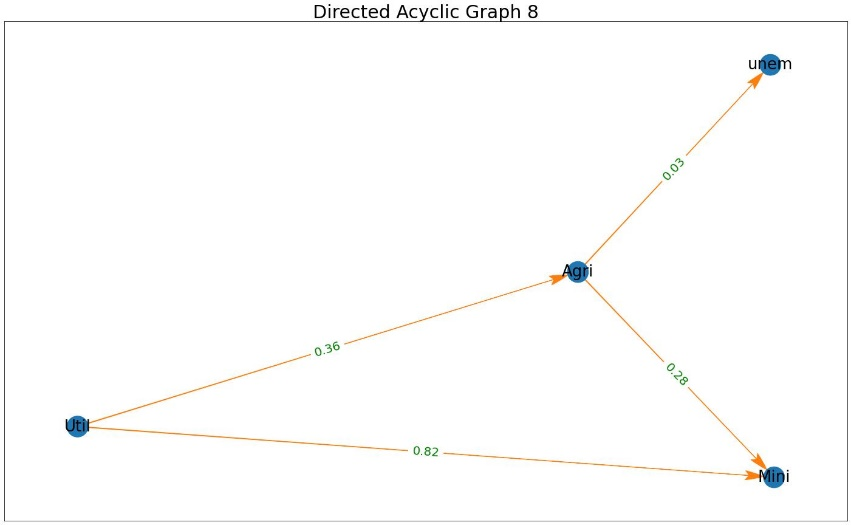 Directed Acyclic Graph 8
unem
0.03
Agri
0.36
0.28
Util
0.82
Mini